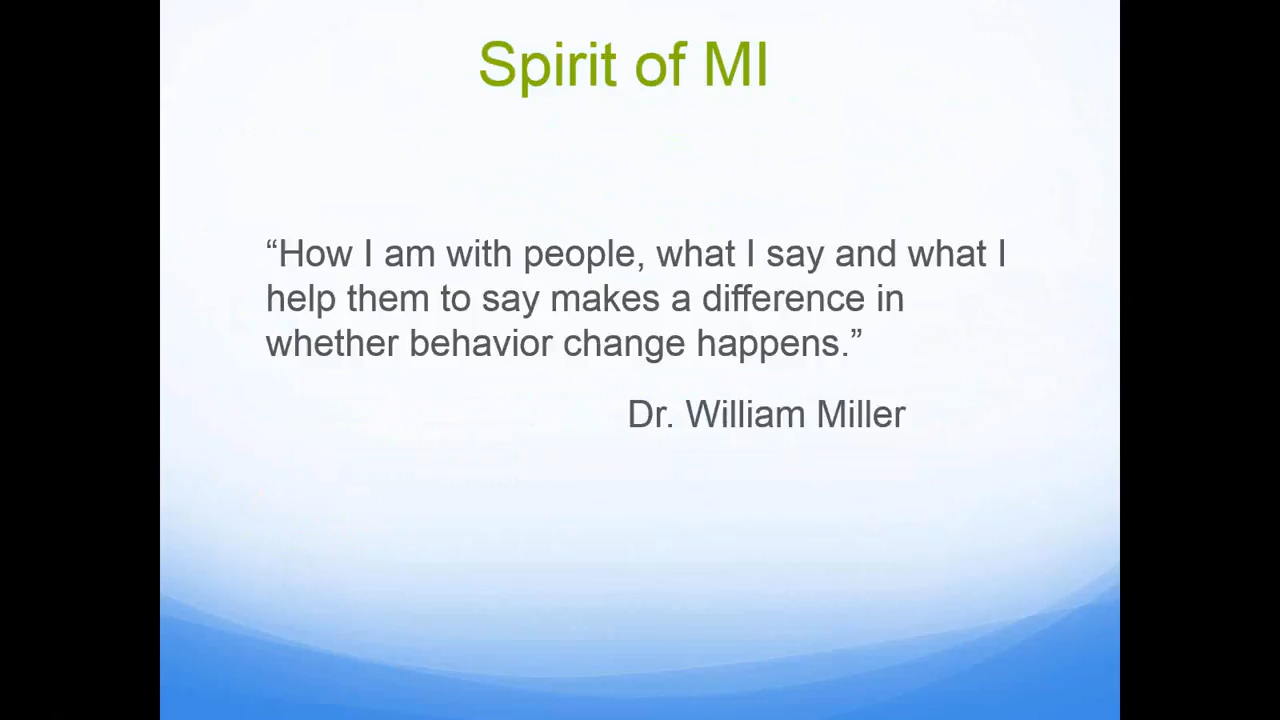 Spirit of MI
“How I am with people, what I say and what I
help them to say makes a difference in
whether behavior change happens.”
Dr. William Miller